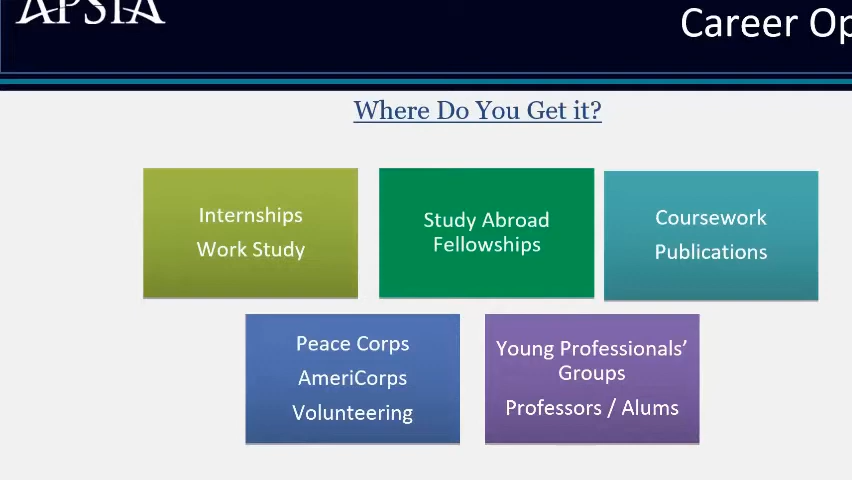 APSIA
Career Op
Where Do You Get it?
Internships
Work Study
Study Abroad
Fellowships
Coursework
Publications
Peace Corps
AmeriCorps
Volunteering
Young Professionals’
Groups
Professors / Alums